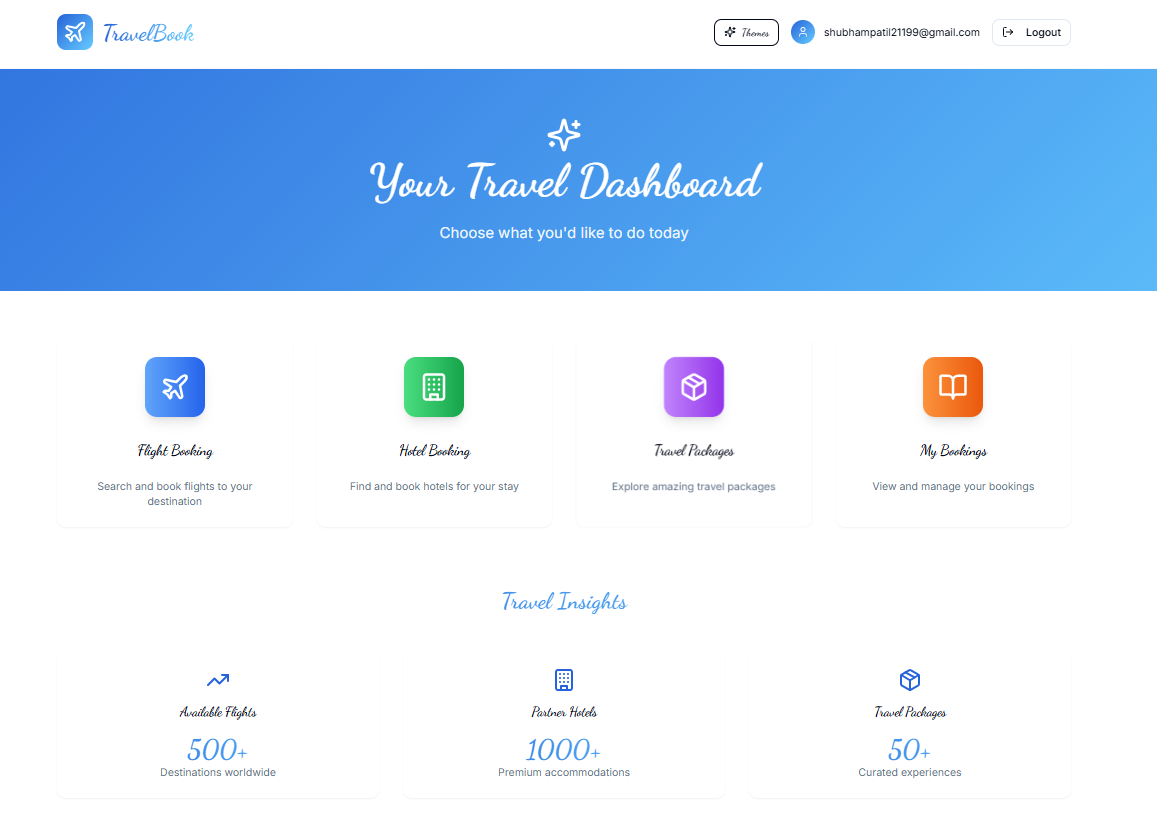 TravelBook
Themes
shubhampatil21199@gmail.com
Logout
Your Travel Dashboard
Choose what you'd like to do today
Flight Booking
Search and book flights to your
destination
Hotel Booking
Find and book hotels for your stay
Travel Packages
Explore amazing travel packages
My Bookings
View and manage your bookings
Travel Insights
Available Flights
500+
Destinations worldwide
Partner Hotels
1000+
Premium accommodations
Travel Packages
50+
Curated experiences